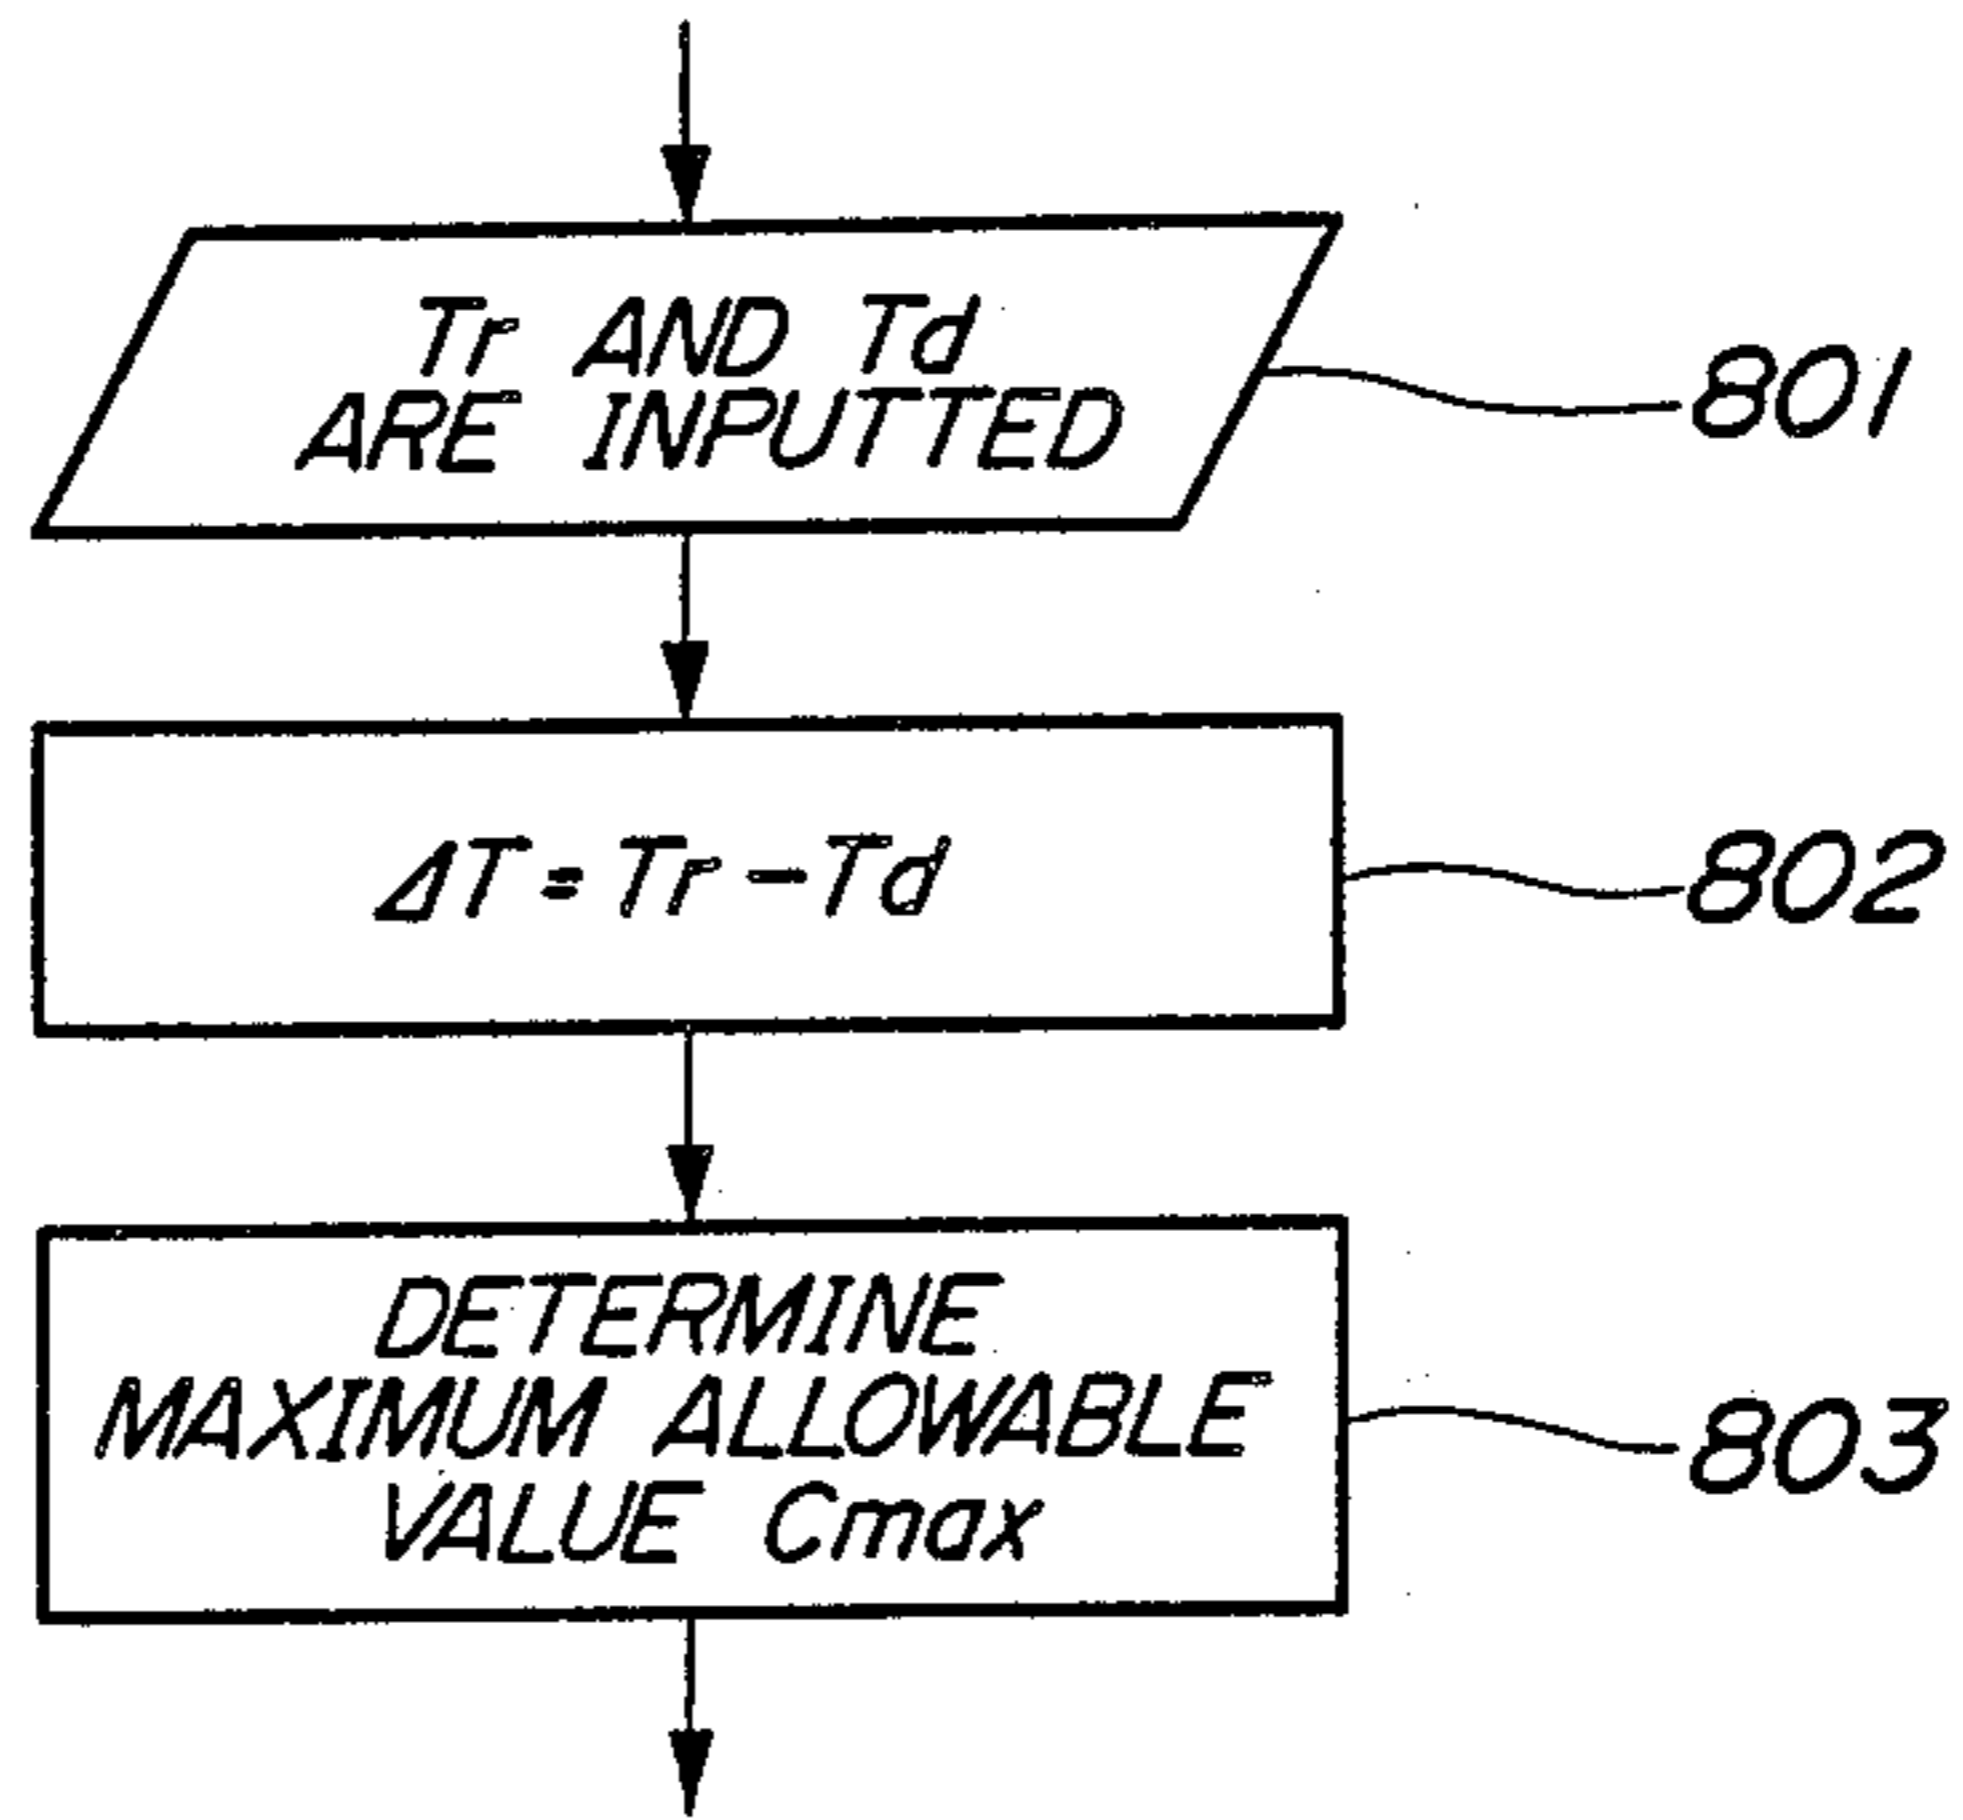 Tr AND Td
ARE INPUTTED
801
ΔT = Tr - Td
802
DETERMINE
MAXIMUM ALLOWABLE
VALUE Cmax
803